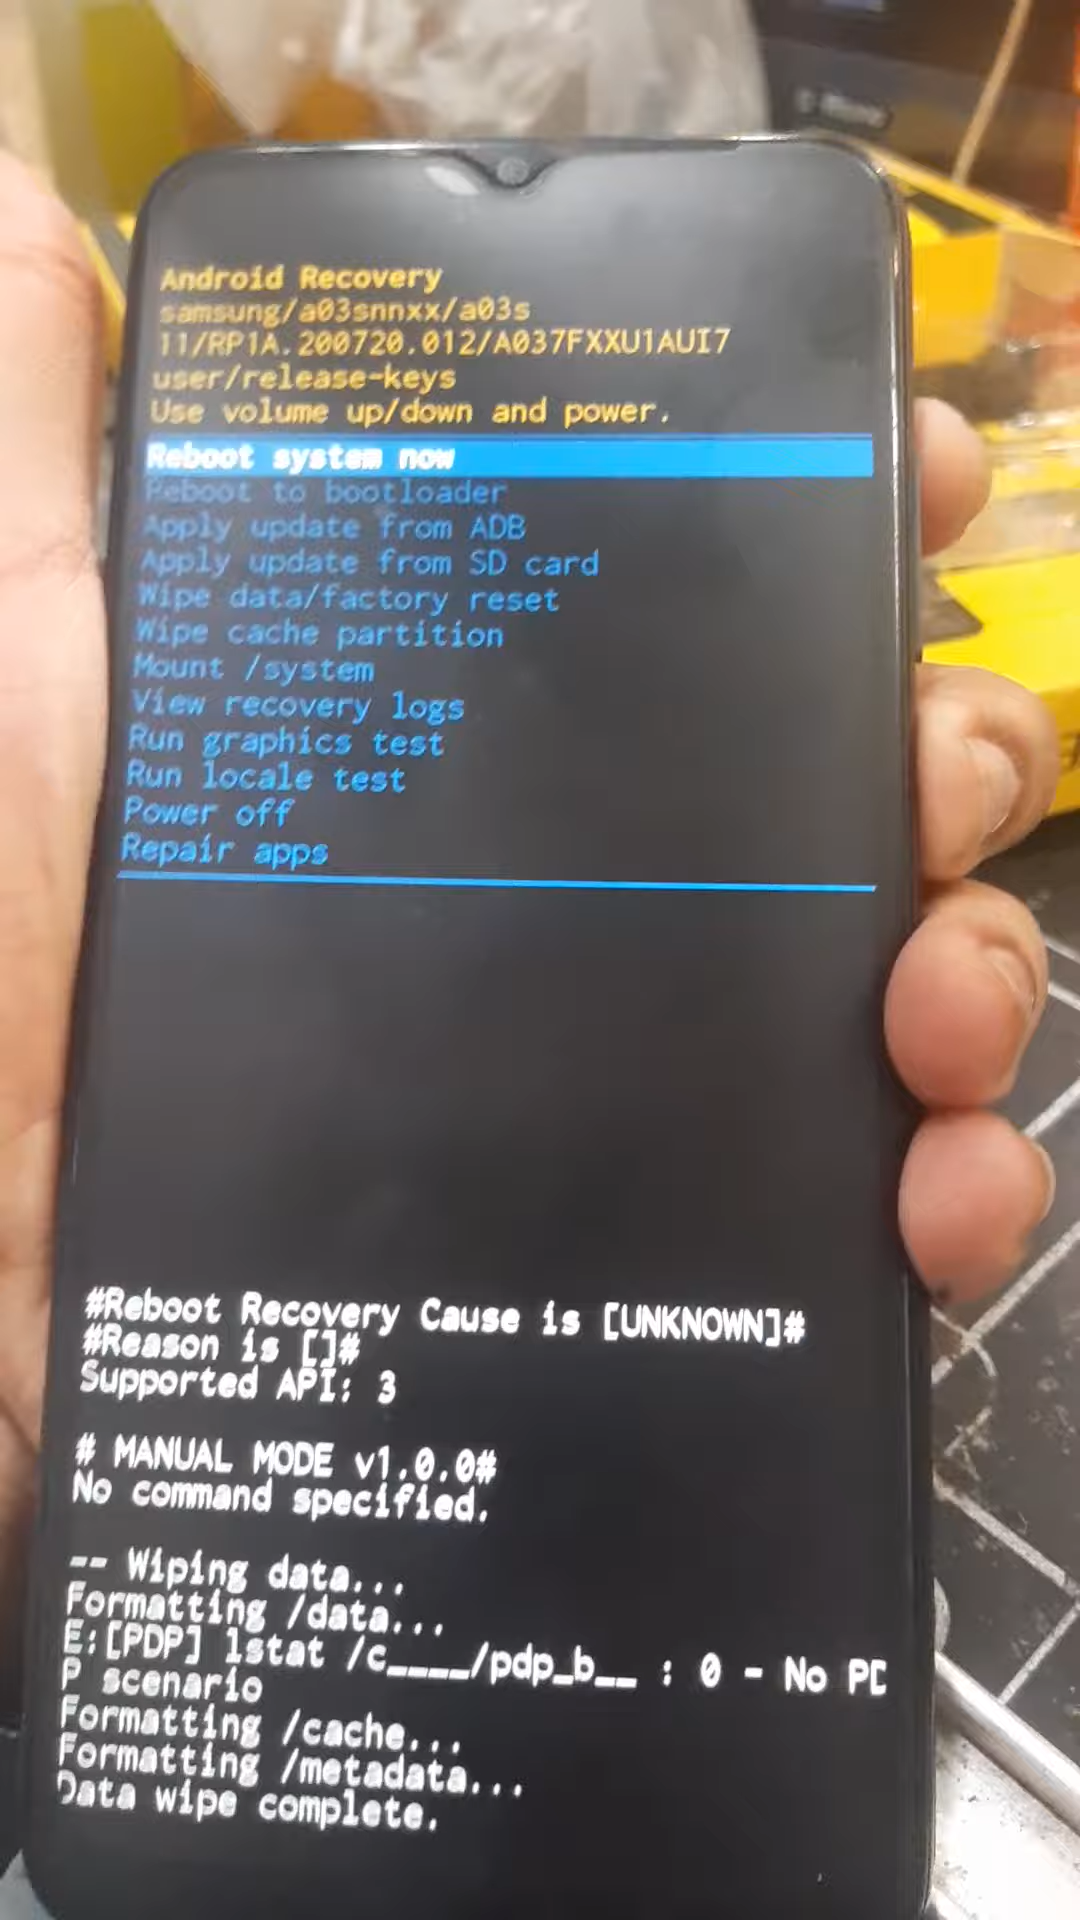 Android Recovery
samsung/a03snnxx/a03s
11/RP1A.200720.012/A037FXXU1AUI7
user/release-keys
Use volume up/down and power.
Reboot system now
Reboot to bootloader
Apply update from ADB
Apply update from SD card
Wipe data/factory reset
Wipe cache partition
Mount /system
View recovery logs
Run graphics test
Run locale test
Power off
Repair apps
#Reboot Recovery Cause is [UNKNOWN]#
#Reason is []#
Supported API: 3
# MANUAL MODE v1.0.0#
No command specified.
-- Wiping data...
Formatting /data...
E:[PDP] lstat /c____/pdp_b__ : 0 - No PD
P scenario
Formatting /cache...
Formatting /metadata...
Data wipe complete.